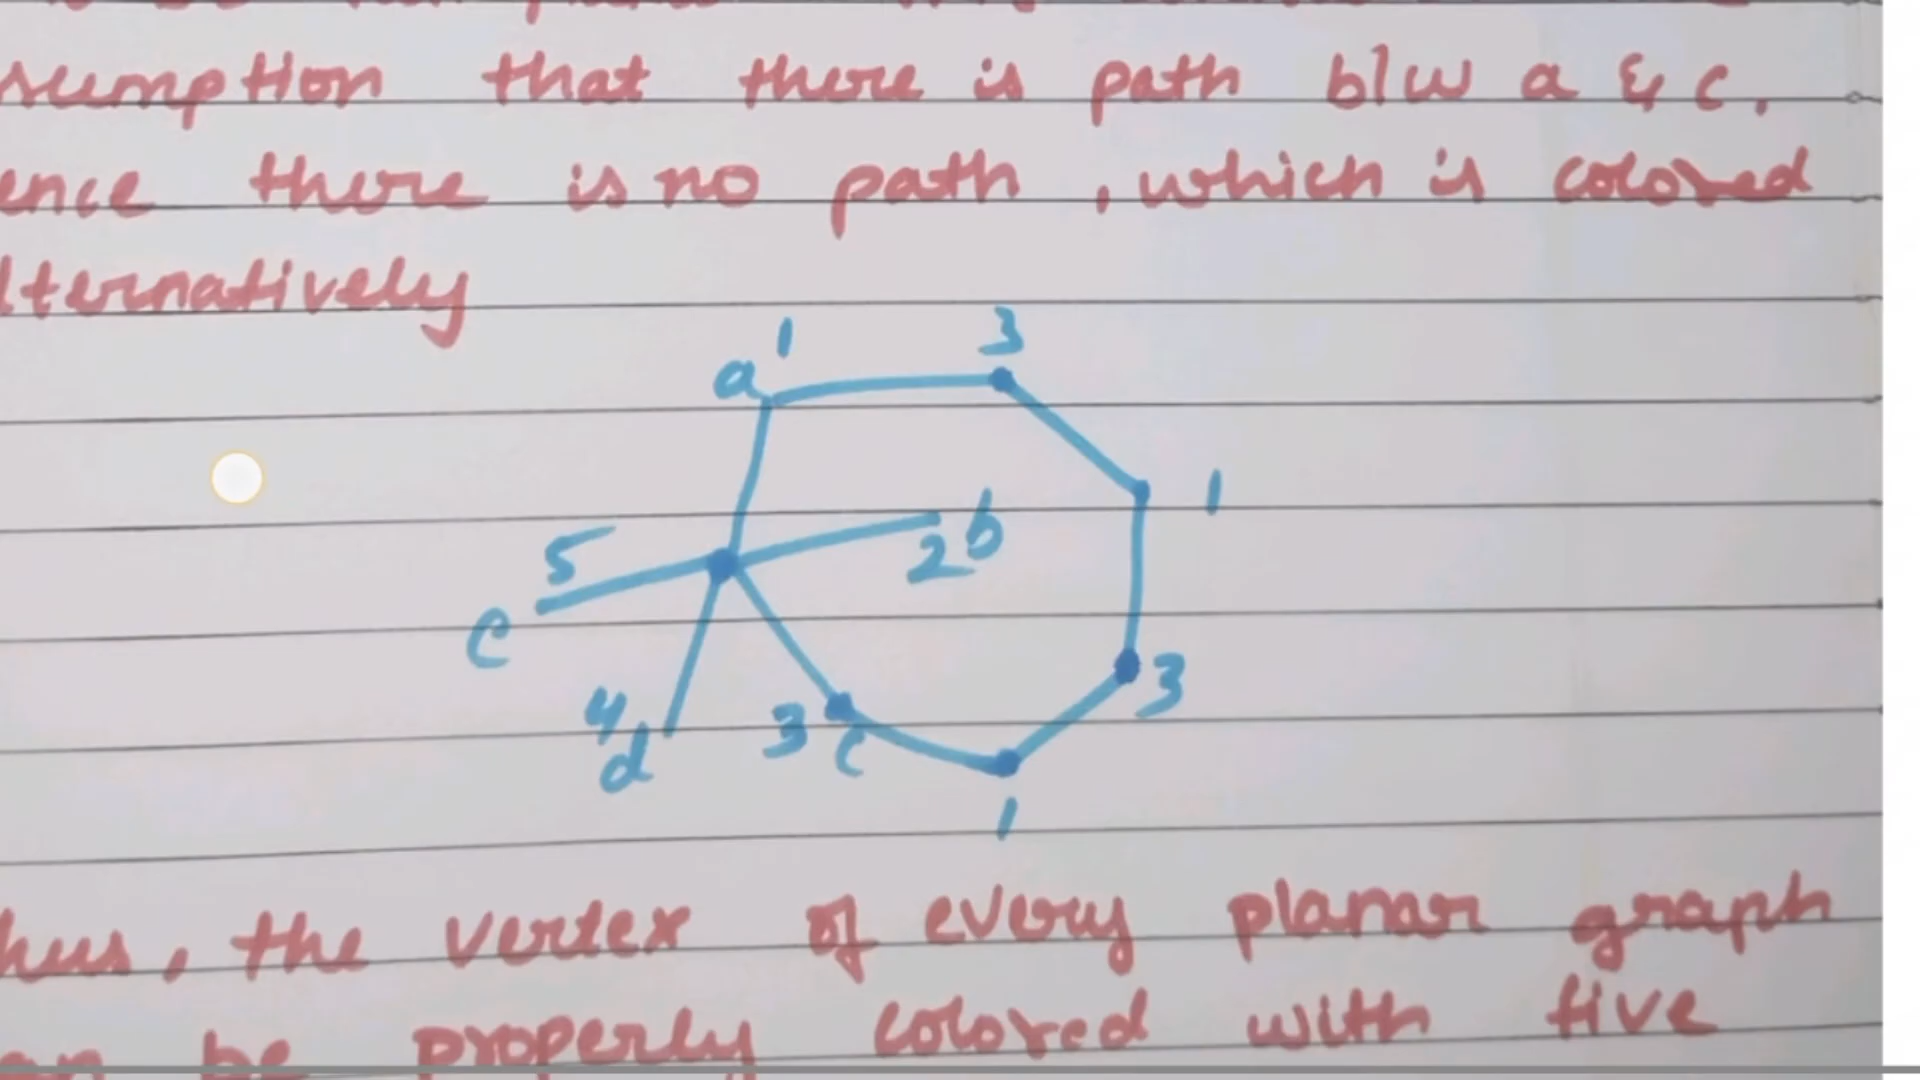 sumption that there is path b/w a & c.
ence there is no path, which is colored
lternatively
1 3
a
1
5 b
2
e
4 3 3
d c
1
hus, the vertex of every planar graph
an be properly colored with five